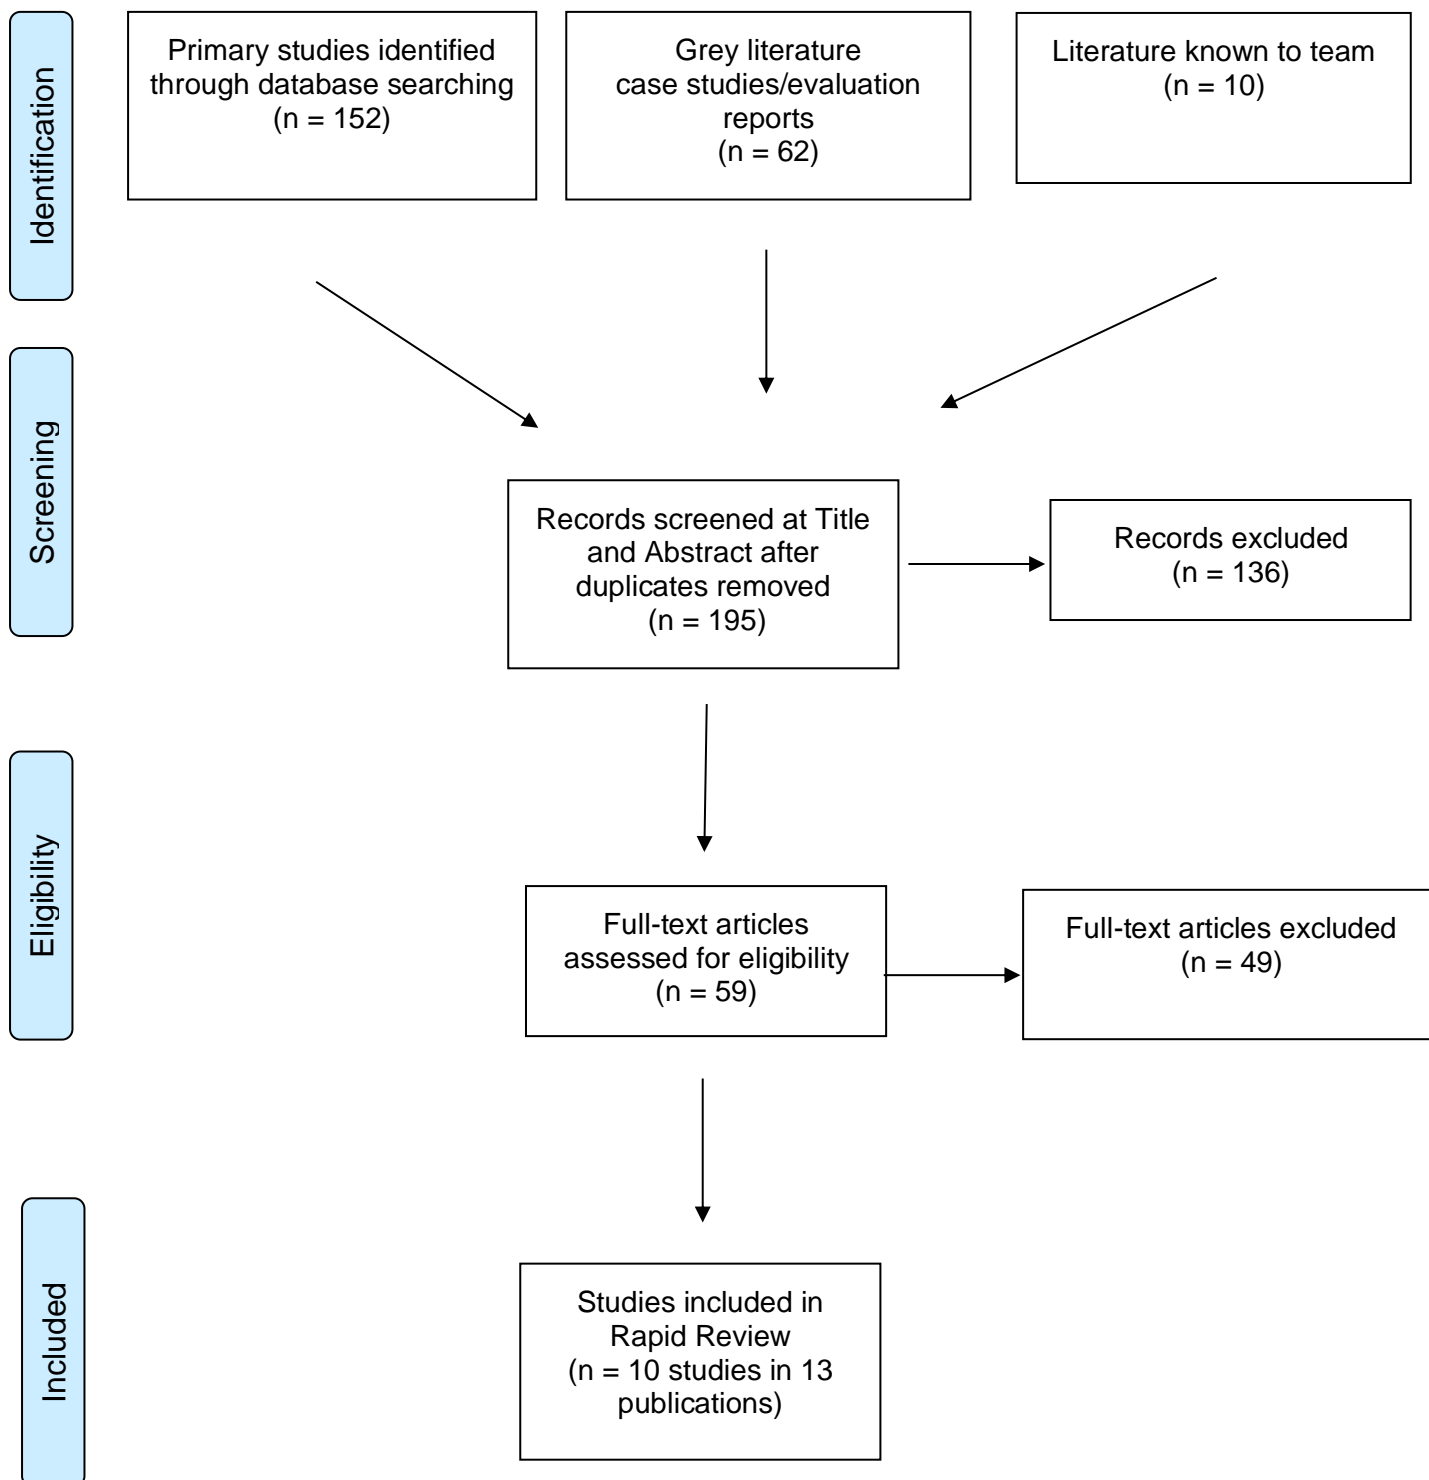 Identification
Primary studies identified
through database searching
(n = 152)
Grey literature
case studies/evaluation
reports
(n = 62)
Literature known to team
(n = 10)
Screening
Records screened at Title
and Abstract after
duplicates removed
(n = 195)
Records excluded
(n = 136)
Eligibility
Full-text articles
assessed for eligibility
(n = 59)
Full-text articles excluded
(n = 49)
Included
Studies included in
Rapid Review
(n = 10 studies in 13
publications)